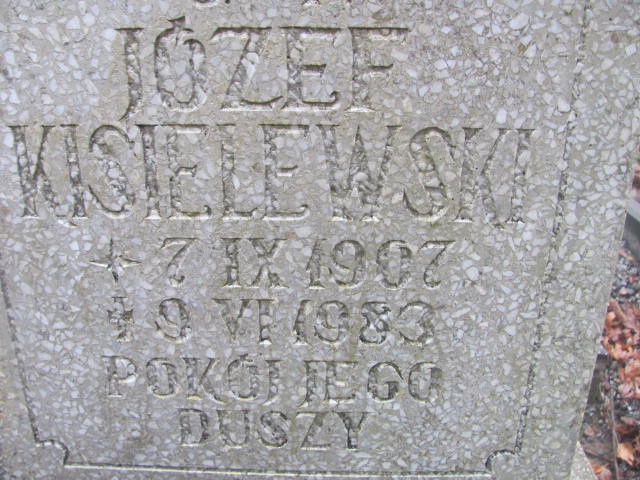 JÓZEF
KISIELEWSKI
7 IX 1907
9 VI 1983
POKÓJ JEGO
DUSZY